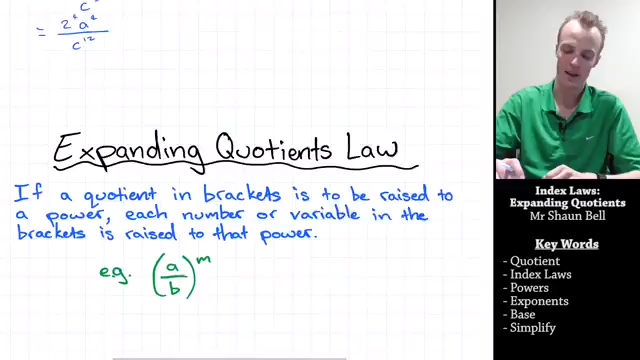 c
= 2² a²
c¹²
Expanding Quotients Law
If a quotient in brackets is to be raised to
a power, each number or variable in the
brackets is raised to that power.
e.g. (a/b)ᵐ
Index Laws:
Expanding Quotients
Mr Shaun Bell
Key Words
- Quotient
- Index Laws
- Powers
- Exponents
- Base
- Simplify